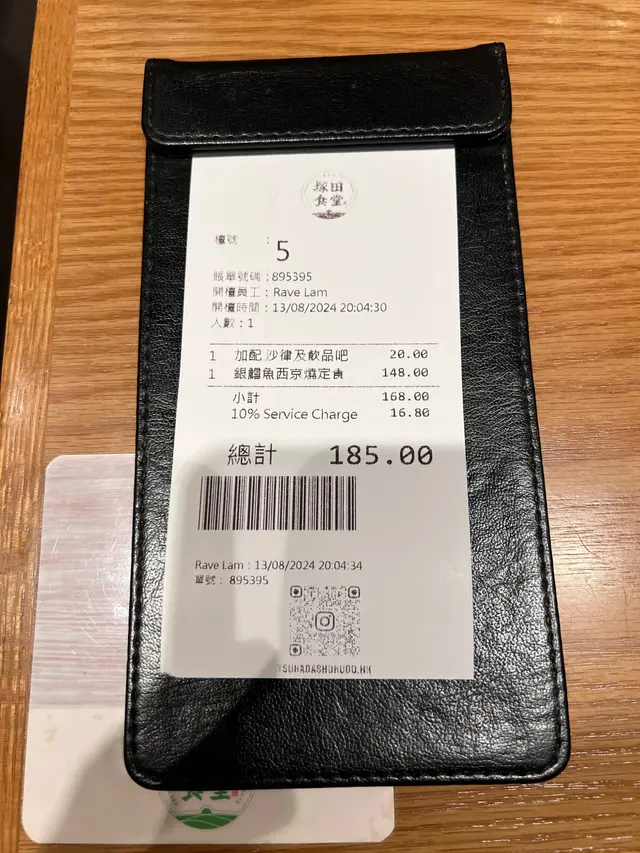 塚田
食堂
檯號 : 5
賬單號碼 : 895395
開檯員工 : Rave Lam
開檯時間 : 13/08/2024 20:04:30
人數 : 1
1 加配 沙律及飲品吧 20.00
1 銀鱈魚西京燒定食 148.00
小計 168.00
10% Service Charge 16.80
總計 185.00
Rave Lam : 13/08/2024 20:04:34
單號 : 895395
TSUKADASHOKUDO.HK